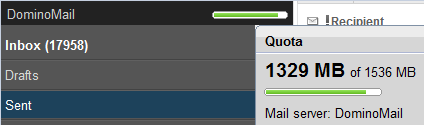 DominoMail
!Recipient
Inbox (17958)
Quota
Drafts
1329 MB of 1536 MB
Sent
Mail server: DominoMail